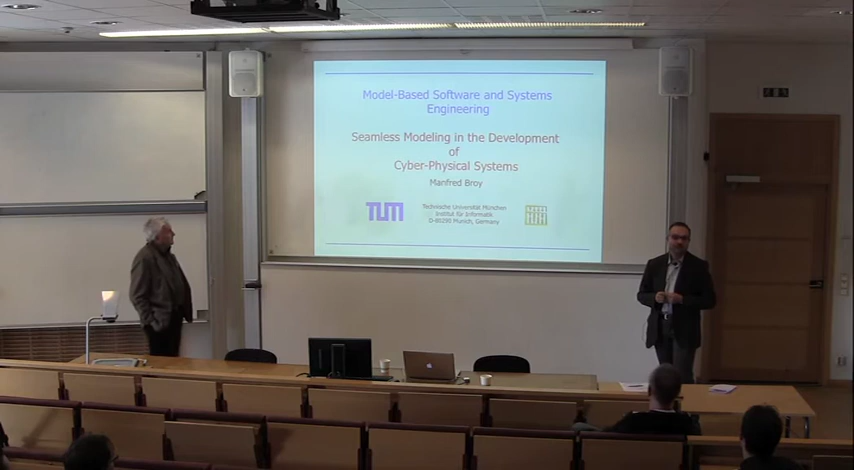 Model-Based Software and Systems
Engineering
Seamless Modeling in the Development
of
Cyber-Physical Systems
Manfred Broy
TUM
Technische Universität München
Institut für Informatik
D-80290 Munich, Germany